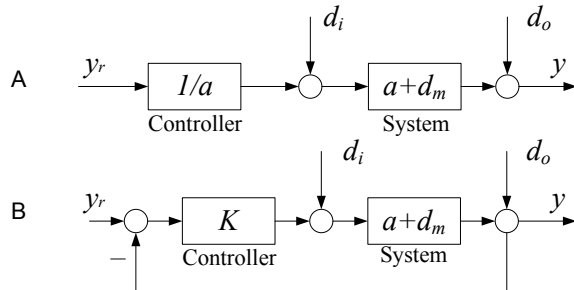 d_i d_o
A y_r 1/a a+d_m y
Controller System
d_i d_o
B y_r K a+d_m y
− Controller System